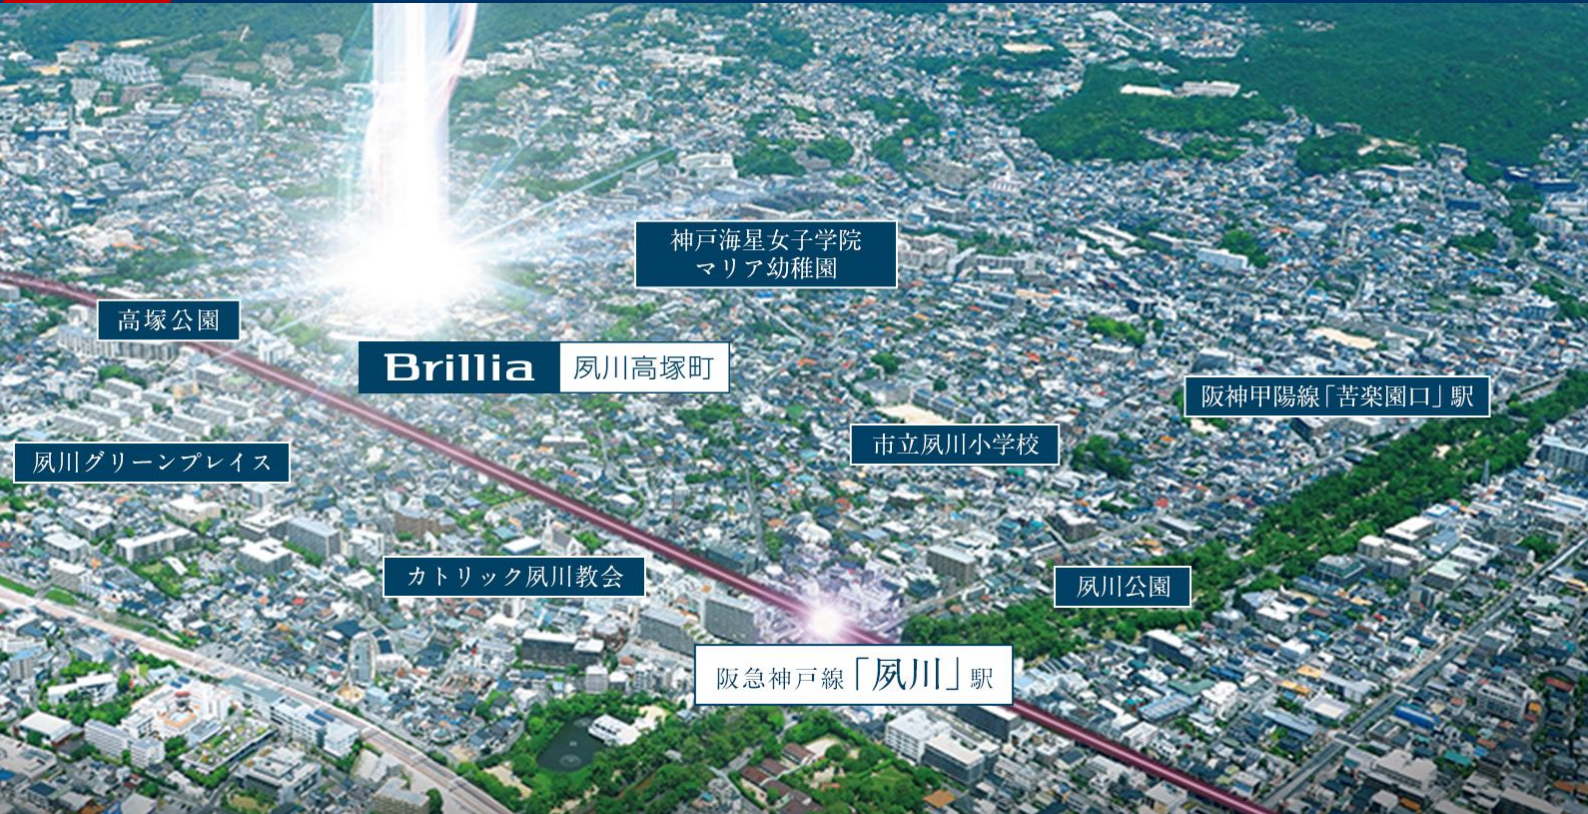 神戸海星女子学院
マリア幼稚園
高塚公園
Brillia 夙川高塚町
阪神甲陽線「苦楽園口」駅
市立夙川小学校
夙川グリーンプレイス
カトリック夙川教会
夙川公園
阪急神戸線「夙川」駅